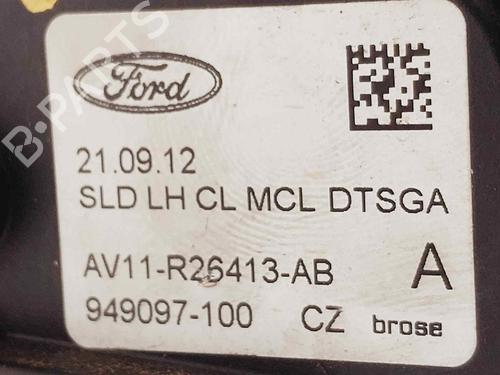 Ford
21.09.12
SLD LH CL MCL DTSGA
AV11-R26413-AB A
949097-100 CZ brose
B-PARTS